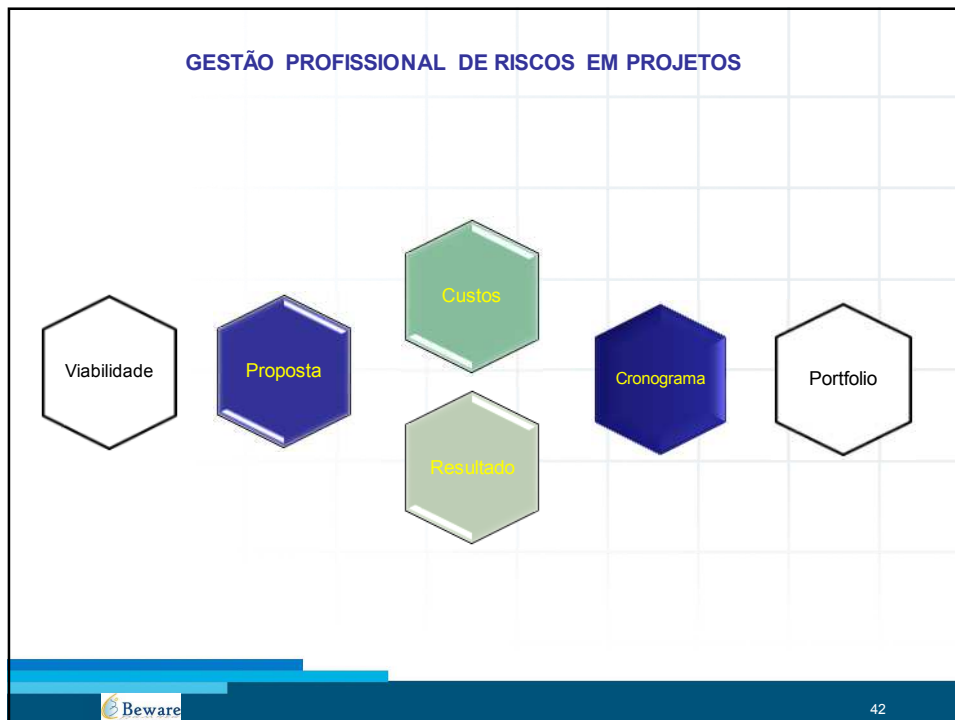 GESTÃO PROFISSIONAL DE RISCOS EM PROJETOS
Viabilidade
Proposta
Custos
Resultado
Cronograma
Portfolio
Beware
42